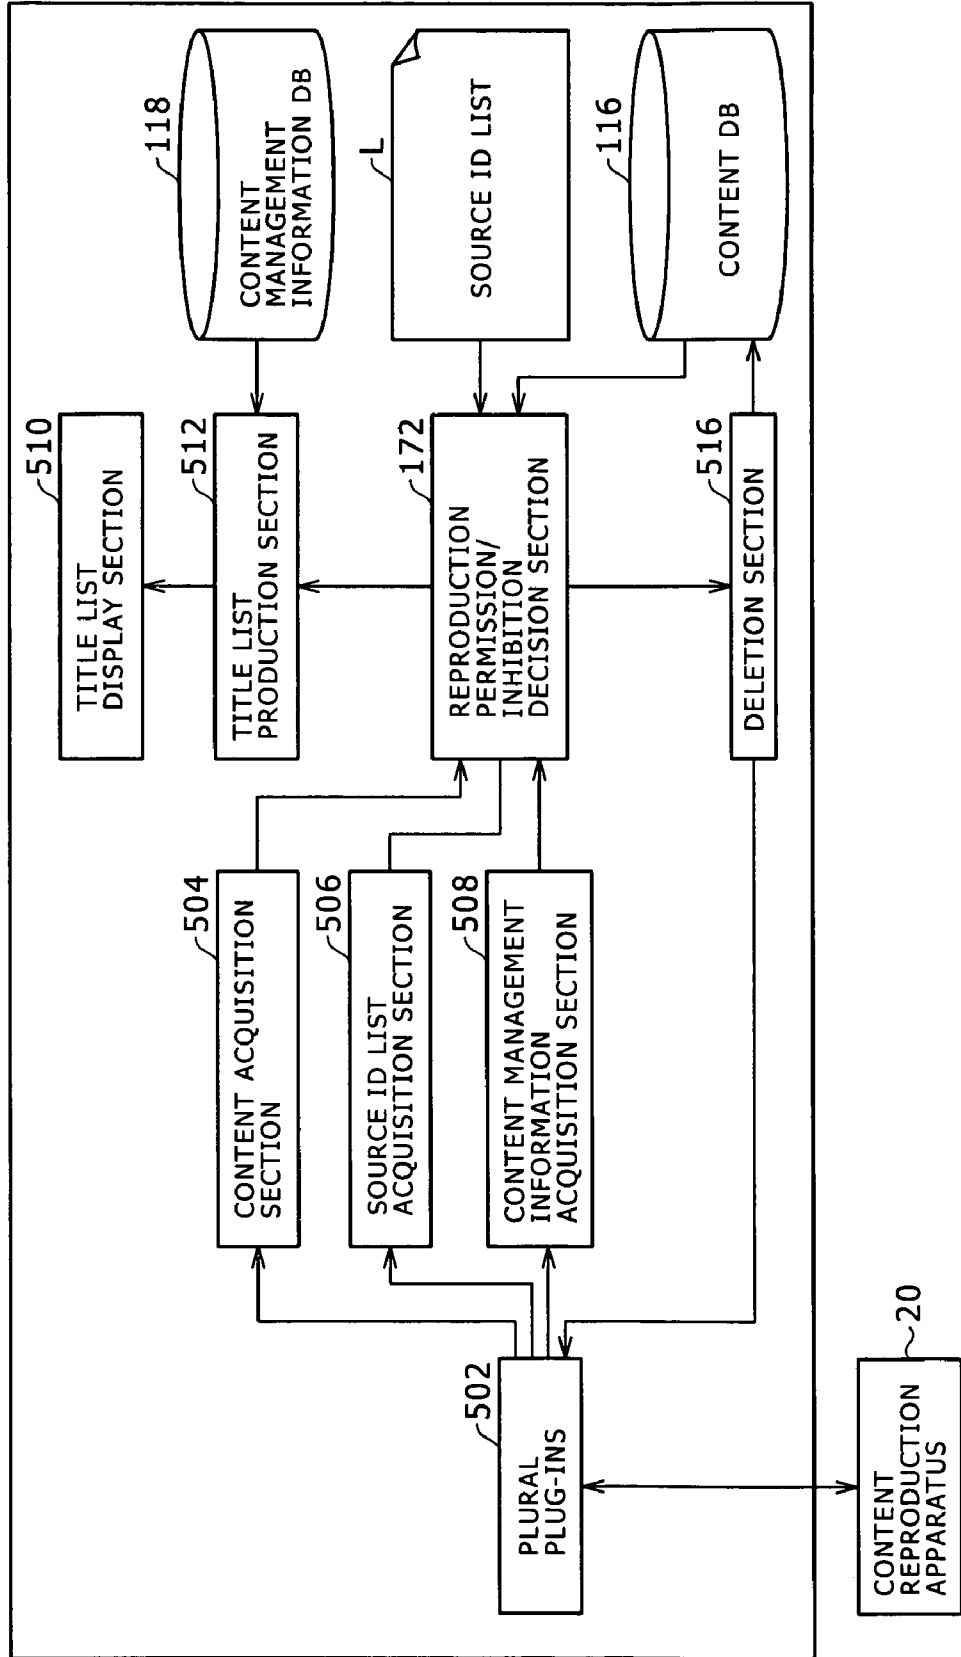 510
TITLE LIST
DISPLAY SECTION
512
TITLE LIST
PRODUCTION SECTION
118
CONTENT
MANAGEMENT
INFORMATION DB
504
CONTENT ACQUISITION
SECTION
506
SOURCE ID LIST
ACQUISITION SECTION
508
CONTENT MANAGEMENT
INFORMATION
ACQUISITION SECTION
172
REPRODUCTION
PERMISSION/
INHIBITION
DECISION SECTION
L
SOURCE ID LIST
502
PLURAL
PLUG-INS
516
DELETION SECTION
116
CONTENT DB
20
CONTENT
REPRODUCTION
APPARATUS